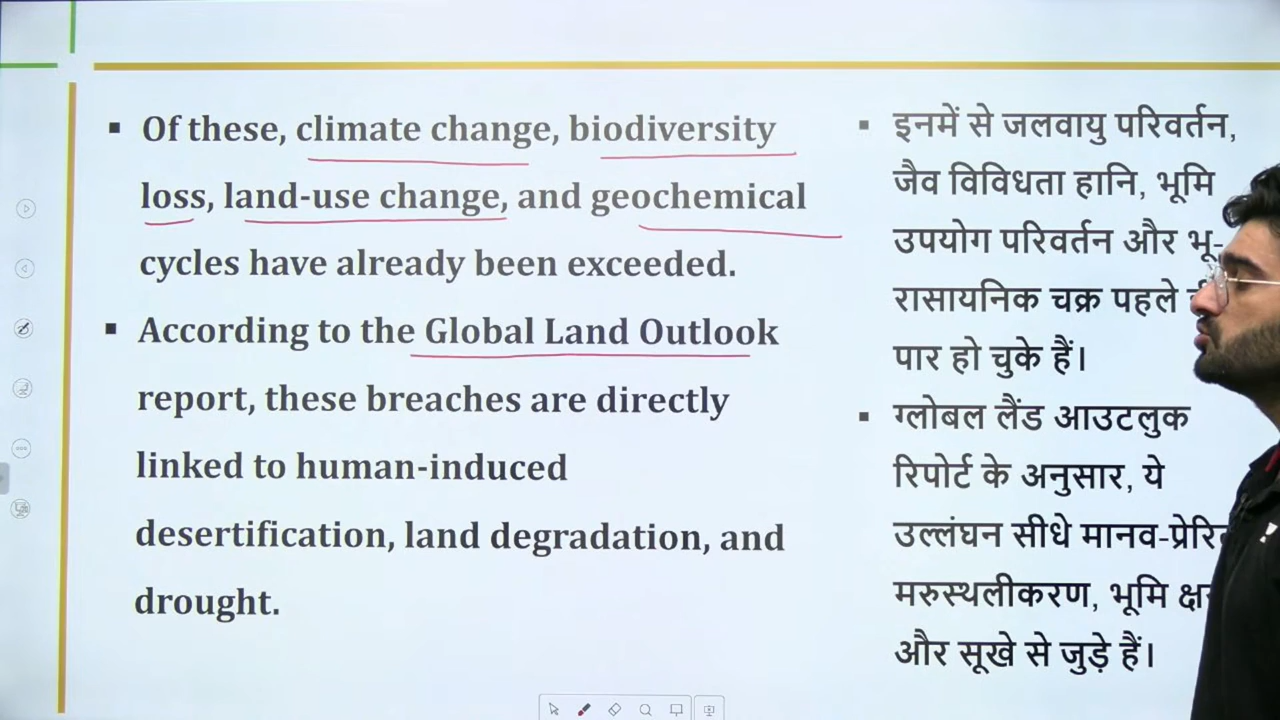 ▪ Of these, climate change, biodiversity
loss, land-use change, and geochemical
cycles have already been exceeded.
▪ According to the Global Land Outlook
report, these breaches are directly
linked to human-induced
desertification, land degradation, and
drought.
▪ इनमें से जलवायु परिवर्तन,
जैव विविधता हानि, भूमि
उपयोग परिवर्तन और भू-
रासायनिक चक्र पहले
पार हो चुके हैं।
▪ ग्लोबल लैंड आउटलुक
रिपोर्ट के अनुसार, ये
उल्लंघन सीधे मानव-
मरुस्थलीकरण, भूमि
और सूखे से जुड़े हैं।